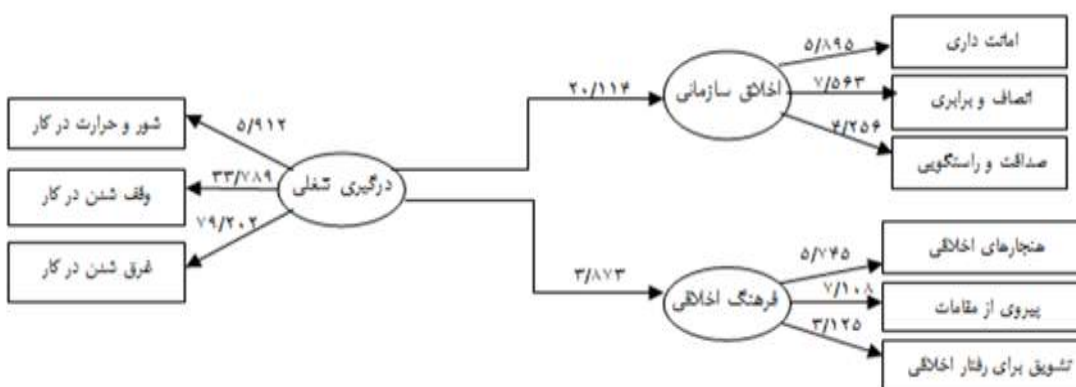 امانت داری
۵/۸۹۵
اخلاق سازمانی
۷/۵۶۳
انصاف و برابری
۲۰/۱۱۴
۴/۲۵۶
صداقت و راستگویی
شور و حرارت در کار
۵/۹۱۲
درگیری شغلی
۳۳/۷۸۹
وقف شدن در کار
۷۹/۲۰۲
غرق شدن در کار
هنجارهای اخلاقی
۵/۷۴۵
۳/۸۷۳
فرهنگ اخلاقی
۷/۱۰۸
پیروی از مقامات
۳/۱۲۵
تشویق برای رفتار اخلاقی